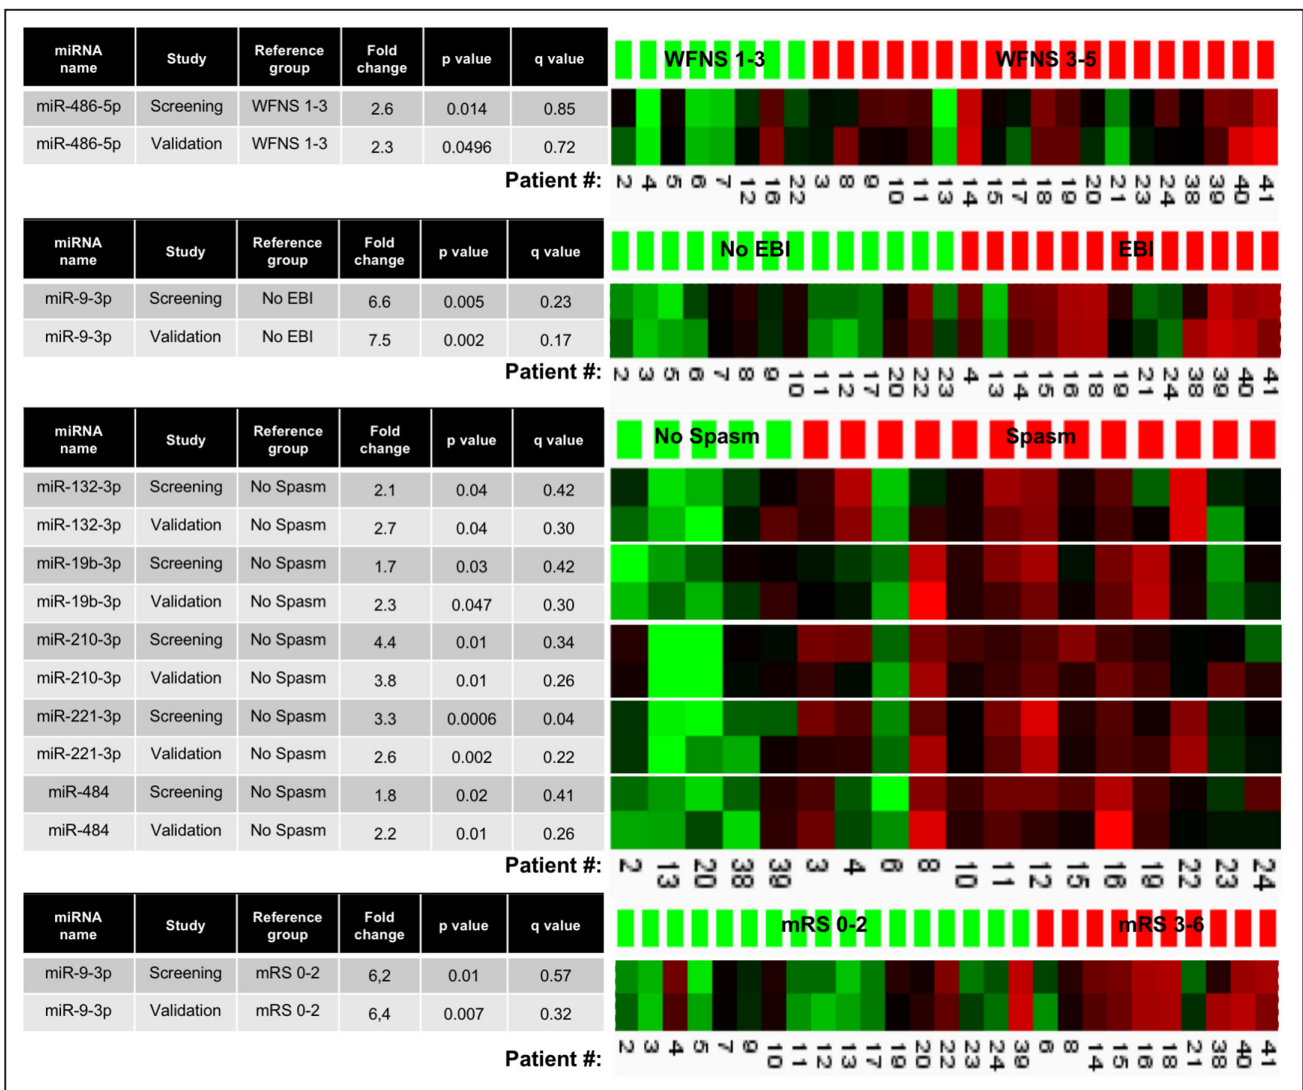 miRNA name Study Reference group Fold change p value q value WFNS 1-3 WFNS 3-5
miR-486-5p Screening WFNS 1-3 2.6 0.014 0.85
miR-486-5p Validation WFNS 1-3 2.3 0.0496 0.72
Patient #: 2 4 5 6 7 12 16 22 3 8 9 10 11 13 14 15 17 18 19 20 21 23 24 38 39 40 41
miRNA name Study Reference group Fold change p value q value No EBI EBI
miR-9-3p Screening No EBI 6.6 0.005 0.23
miR-9-3p Validation No EBI 7.5 0.002 0.17
Patient #: 2 3 5 6 7 8 9 10 11 12 17 20 22 23 4 13 14 15 16 18 19 21 24 38 39 40 41
miRNA name Study Reference group Fold change p value q value No Spasm Spasm
miR-132-3p Screening No Spasm 2.1 0.04 0.42
miR-132-3p Validation No Spasm 2.7 0.04 0.30
miR-19b-3p Screening No Spasm 1.7 0.03 0.42
miR-19b-3p Validation No Spasm 2.3 0.047 0.30
miR-210-3p Screening No Spasm 4.4 0.01 0.34
miR-210-3p Validation No Spasm 3.8 0.01 0.26
miR-221-3p Screening No Spasm 3.3 0.0006 0.04
miR-221-3p Validation No Spasm 2.6 0.002 0.22
miR-484 Screening No Spasm 1.8 0.02 0.41
miR-484 Validation No Spasm 2.2 0.01 0.26
Patient #: 2 13 20 38 39 3 4 6 8 10 11 12 15 16 19 22 23 24
miRNA name Study Reference group Fold change p value q value mRS 0-2 mRS 3-6
miR-9-3p Screening mRS 0-2 6,2 0.01 0.57
miR-9-3p Validation mRS 0-2 6,4 0.007 0.32
Patient #: 2 3 4 5 7 9 10 11 12 13 17 19 20 22 23 24 39 6 8 14 15 16 18 21 38 40 41